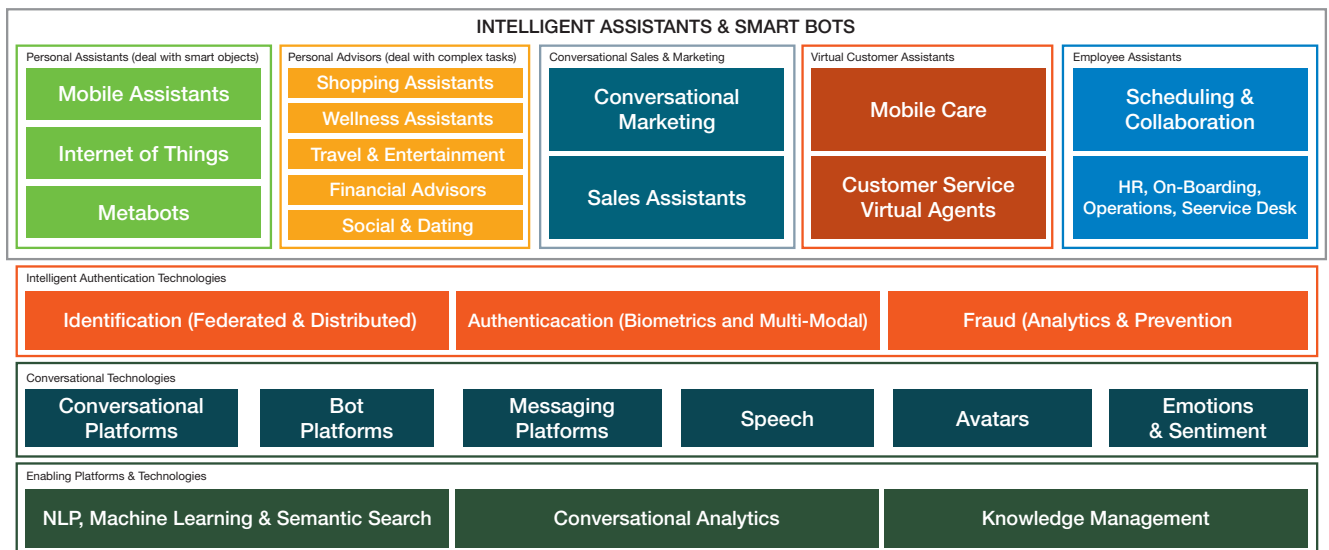 INTELLIGENT ASSISTANTS & SMART BOTS
Personal Assistants (deal with smart objects)
Mobile Assistants
Internet of Things
Metabots
Personal Advisors (deal with complex tasks)
Shopping Assistants
Wellness Assistants
Travel & Entertainment
Financial Advisors
Social & Dating
Conversational Sales & Marketing
Conversational
Marketing
Sales Assistants
Virtual Customer Assistants
Mobile Care
Customer Service
Virtual Agents
Employee Assistants
Scheduling &
Collaboration
HR, On-Boarding,
Operations, Seervice Desk
Intelligent Authentication Technologies
Identification (Federated & Distributed)
Authenticacation (Biometrics and Multi-Modal)
Fraud (Analytics & Prevention
Conversational Technologies
Conversational
Platforms
Bot
Platforms
Messaging
Platforms
Speech
Avatars
Emotions
& Sentiment
Enabling Platforms & Technologies
NLP, Machine Learning & Semantic Search
Conversational Analytics
Knowledge Management